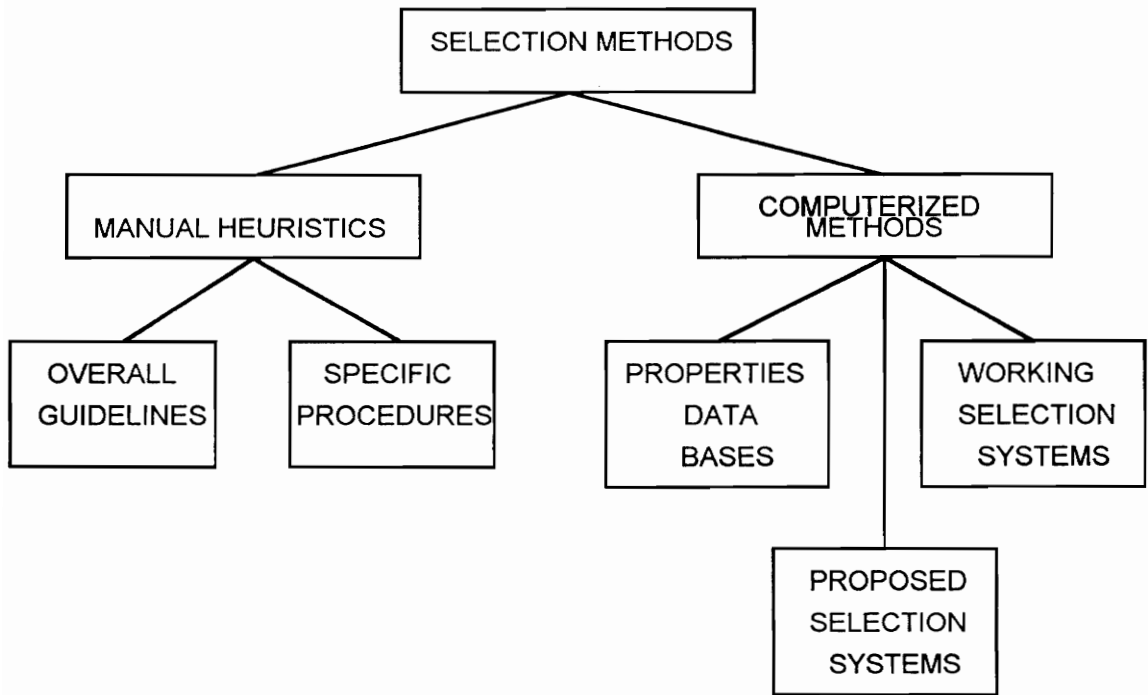 SELECTION METHODS
MANUAL HEURISTICS
COMPUTERIZED
METHODS
OVERALL
GUIDELINES
SPECIFIC
PROCEDURES
PROPERTIES
DATA
BASES
WORKING
SELECTION
SYSTEMS
PROPOSED
SELECTION
SYSTEMS